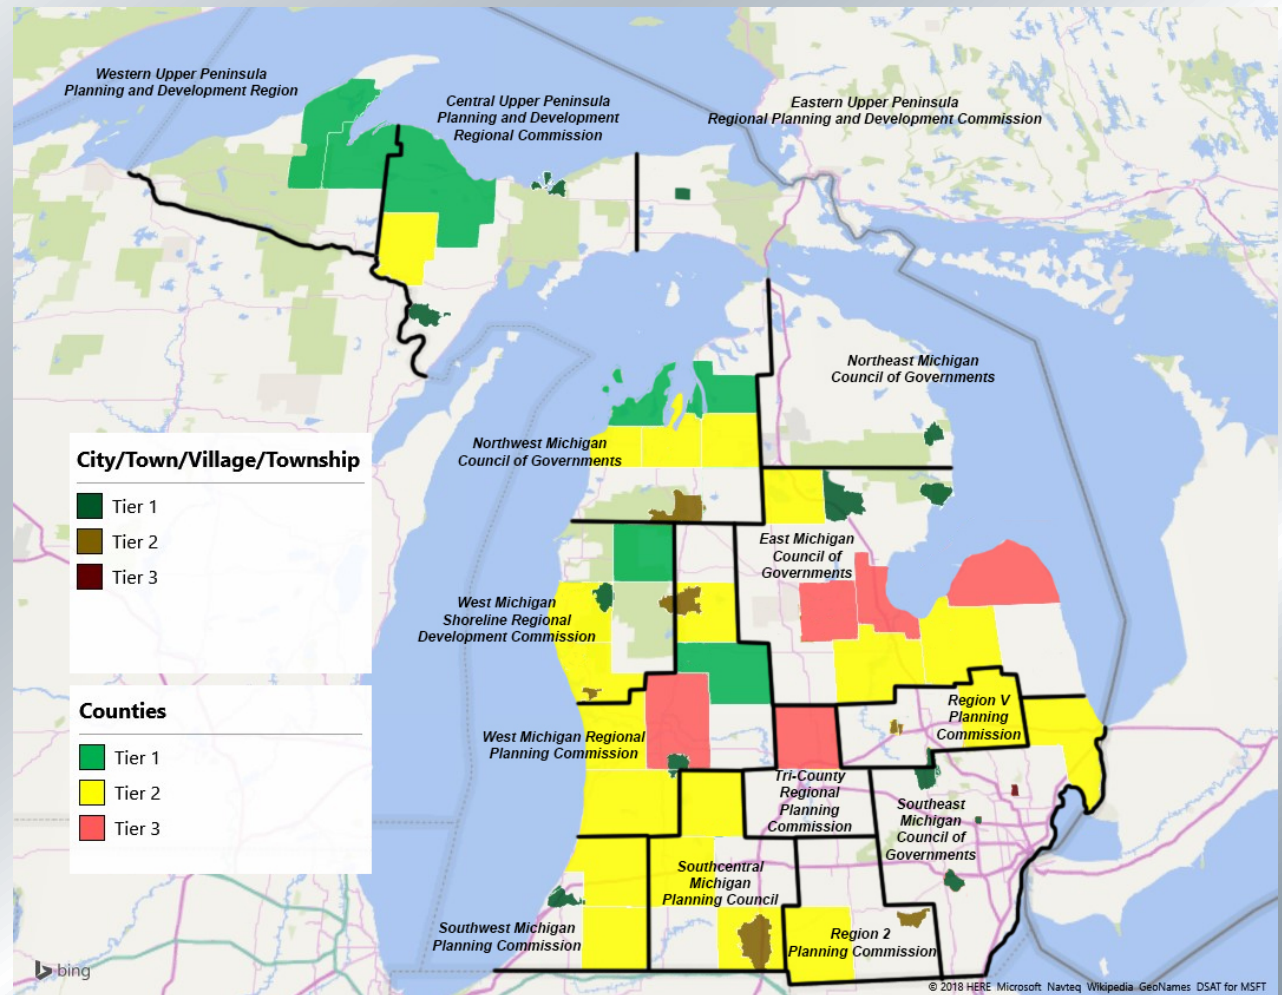 Western Upper Peninsula
Planning and Development Region
Central Upper Peninsula
Planning and Development
Regional Commission
Eastern Upper Peninsula
Regional Planning and Development Commission
Northeast Michigan
Council of Governments
Northwest Michigan
Council of Governments
City/Town/Village/Township
Tier 1
Tier 2
Tier 3
East Michigan
Council of
Governments
West Michigan
Shoreline Regional
Development Commission
Counties
Tier 1
Tier 2
Tier 3
Region V
Planning
Commission
West Michigan Regional
Planning Commission
Tri-County
Regional
Planning
Commission
Southeast
Michigan
Council of
Governments
Southcentral
Michigan
Planning Council
Southwest Michigan
Planning Commission
Region 2
Planning Commission
bing
© 2018 HERE Microsoft Navteq Wikipedia GeoNames DSAT for MSFT